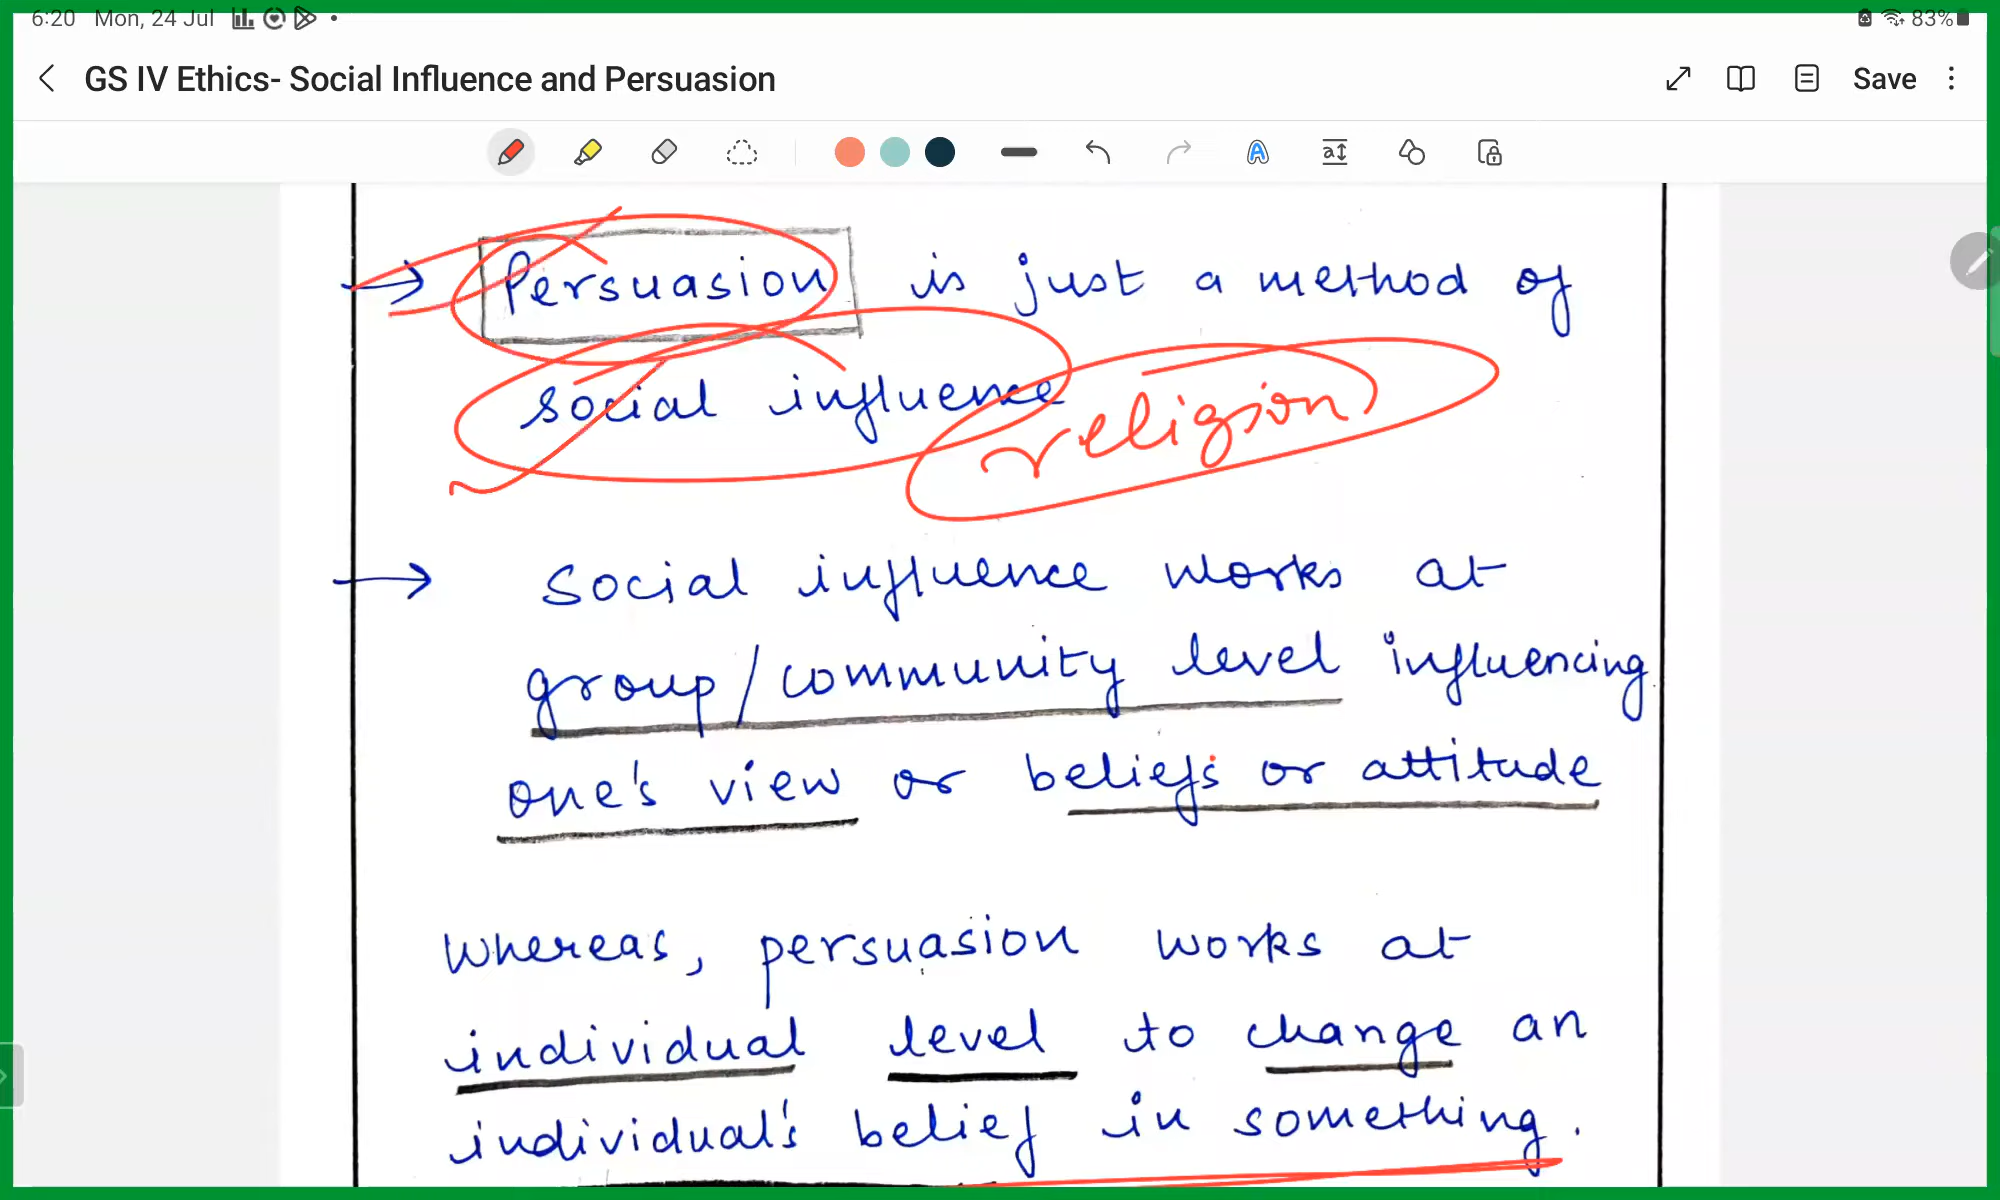 6:20 Mon, 24 Jul 83%
GS IV Ethics- Social Influence and Persuasion Save
→ Persuasion is just a method of
social influence
religion
→ Social influence works at
group/community level influencing
one's view or beliefs or attitude
Whereas, persuasion works at
individual level to change an
individual's belief in something.